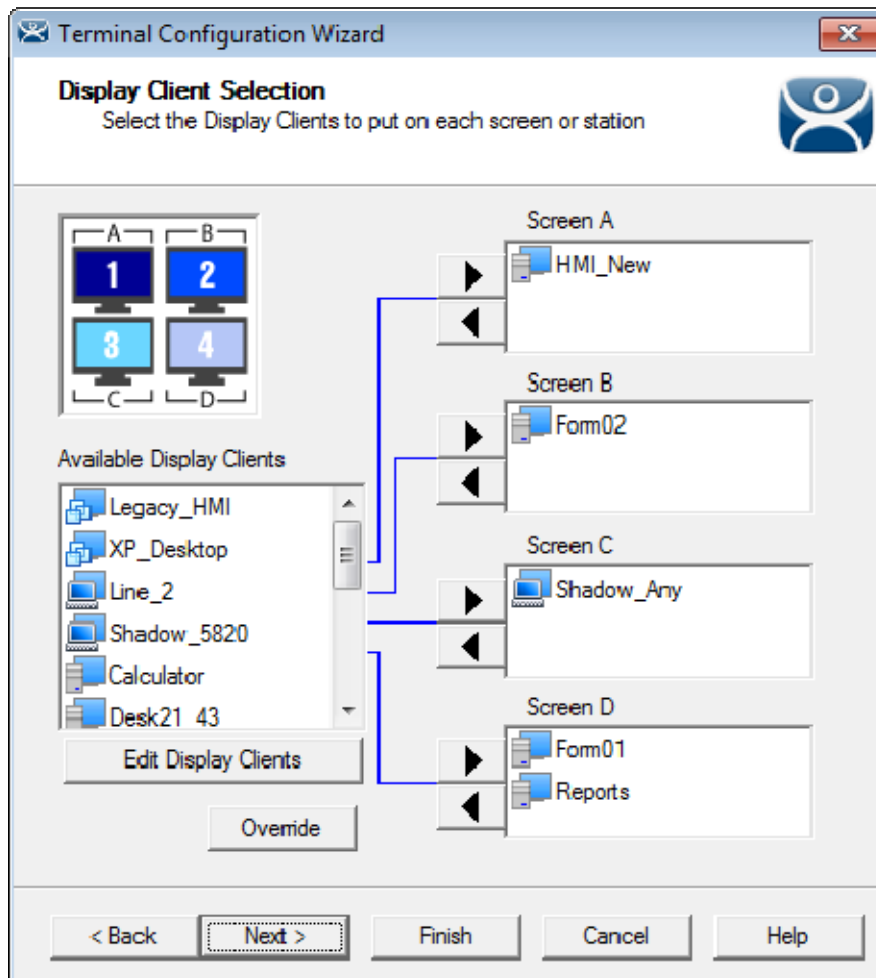 Terminal Configuration Wizard
Display Client Selection
Select the Display Clients to put on each screen or station
A B
1 2
3 4
C D
Available Display Clients
Legacy_HMI
XP_Desktop
Line_2
Shadow_5820
Calculator
Desk21_43
Edit Display Clients
Override
Screen A
HMI_New
Screen B
Form02
Screen C
Shadow_Any
Screen D
Form01
Reports
< Back Next > Finish Cancel Help